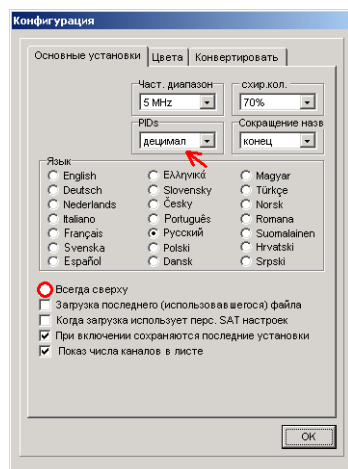 Конфигурация
Основные установки Цвета Конвертировать
Част. диапазон схир.кол.
5 MHz 70%
PIDs Сокращение назв
децимал конец
Язык
English Ελληνικά Magyar
Deutsch Slovensky Türkçe
Nederlands Česky Norsk
Italiano Português Romana
Français Русский Suomalainen
Svenska Polski Hrvatski
Español Dansk Srpski
Всегда сверху
Загрузка последнего (использовавшегося) файла
Когда загрузка использует перс. SAT настроек
При включении сохраняются последние установки
Показ числа каналов в листе
OK